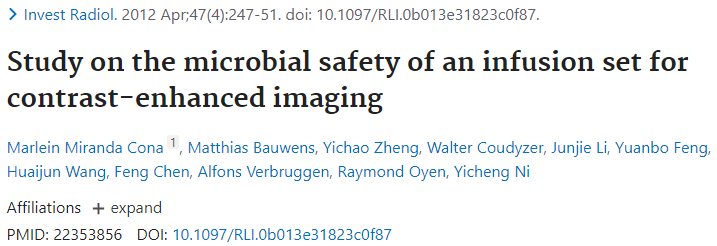 > Invest Radiol. 2012 Apr;47(4):247-51. doi: 10.1097/RLI.0b013e31823c0f87.
Study on the microbial safety of an infusion set for
contrast-enhanced imaging
Marlein Miranda Cona 1, Matthias Bauwens, Yichao Zheng, Walter Coudyzer, Junjie Li, Yuanbo Feng,
Huaijun Wang, Feng Chen, Alfons Verbruggen, Raymond Oyen, Yicheng Ni
Affiliations + expand
PMID: 22353856 DOI: 10.1097/RLI.0b013e31823c0f87